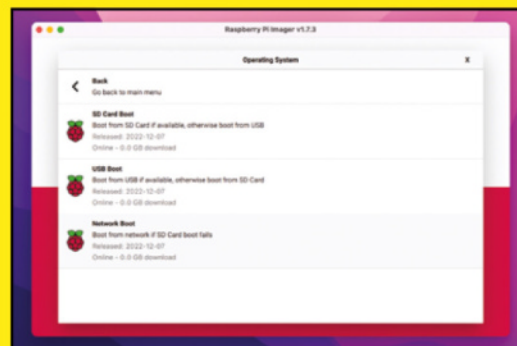 Raspberry Pi Imager v1.7.3
Operating System X
Back
Go back to main menu
SD Card Boot
Boot from SD Card if available, otherwise boot from USB
Released: 2022-12-07
Online - 0.0 GB download
USB Boot
Boot from USB if available, otherwise boot from SD Card
Released: 2022-12-07
Online - 0.0 GB download
Network Boot
Boot from network if SD Card boot fails
Released: 2022-12-07
Online - 0.0 GB download